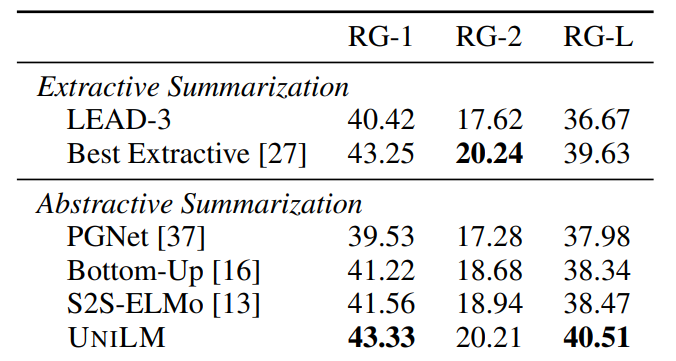 RG-1 RG-2 RG-L
Extractive Summarization
LEAD-3 40.42 17.62 36.67
Best Extractive [27] 43.25 20.24 39.63
Abstractive Summarization
PGNet [37] 39.53 17.28 37.98
Bottom-Up [16] 41.22 18.68 38.34
S2S-ELMo [13] 41.56 18.94 38.47
UNILM 43.33 20.21 40.51